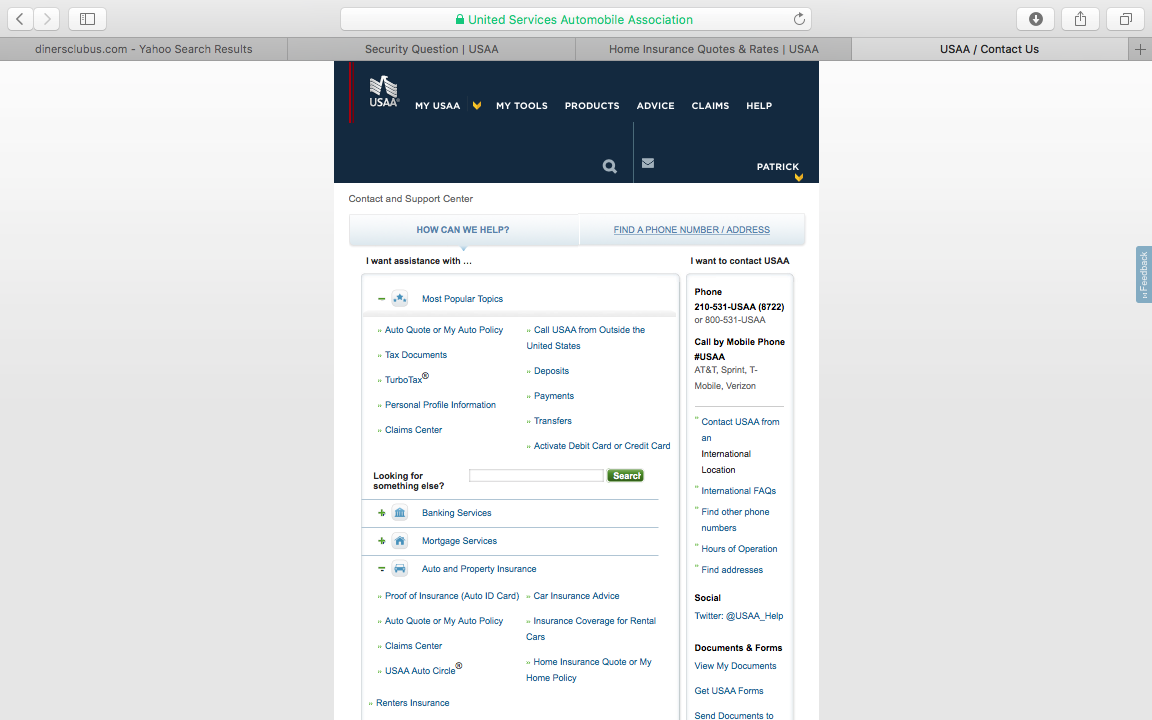 United Services Automobile Association
dinersclubus.com - Yahoo Search Results
Security Question | USAA
Home Insurance Quotes & Rates | USAA
USAA / Contact Us
USAA®
MY USAA
MY TOOLS
PRODUCTS
ADVICE
CLAIMS
HELP
PATRICK
Contact and Support Center
HOW CAN WE HELP?
FIND A PHONE NUMBER / ADDRESS
Feedback
I want assistance with ...
Most Popular Topics
» Auto Quote or My Auto Policy
» Tax Documents
» TurboTax®
» Personal Profile Information
» Claims Center
» Call USAA from Outside the
United States
» Deposits
» Payments
» Transfers
» Activate Debit Card or Credit Card
Looking for
something else?
Search
Banking Services
Mortgage Services
Auto and Property Insurance
» Proof of Insurance (Auto ID Card)
» Auto Quote or My Auto Policy
» Claims Center
» USAA Auto Circle®
» Car Insurance Advice
» Insurance Coverage for Rental
Cars
» Home Insurance Quote or My
Home Policy
» Renters Insurance
I want to contact USAA
Phone
210-531-USAA (8722)
or 800-531-USAA
Call by Mobile Phone
#USAA
AT&T, Sprint, T-
Mobile, Verizon
» Contact USAA from
an
International
Location
» International FAQs
» Find other phone
numbers
» Hours of Operation
» Find addresses
Social
Twitter: @USAA_Help
Documents & Forms
View My Documents
Get USAA Forms
Send Documents to